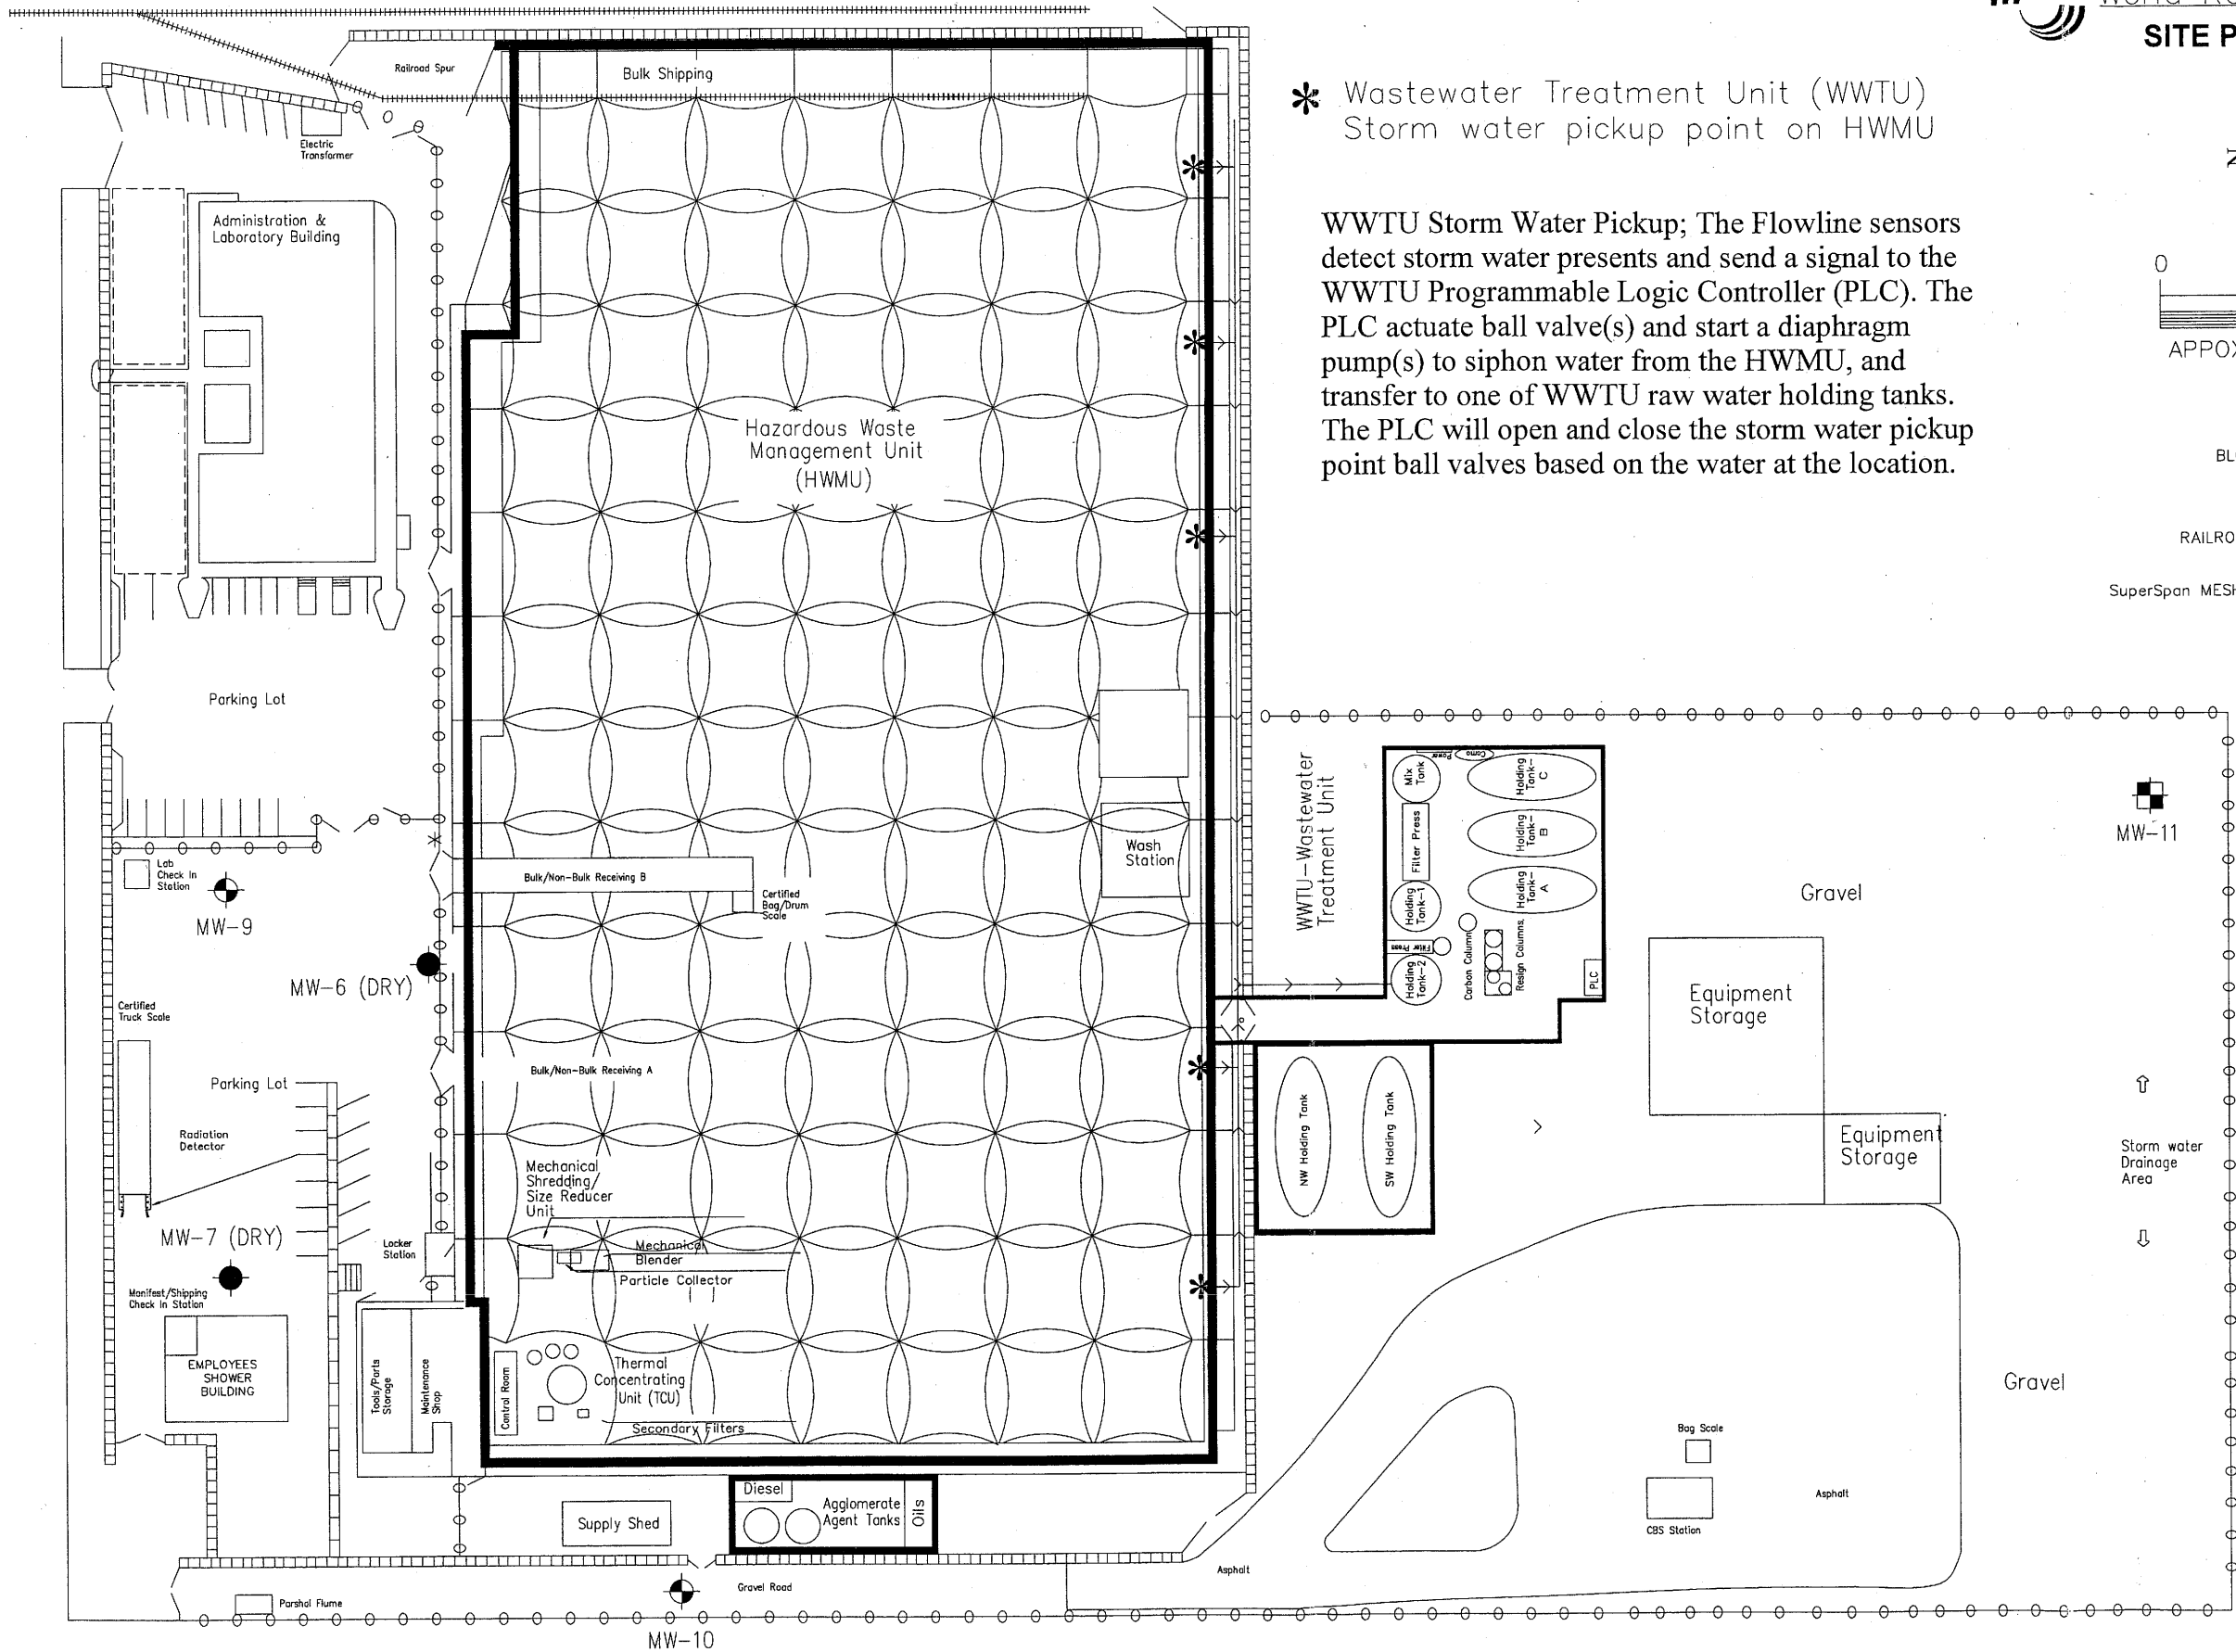 SITE P
* Wastewater Treatment Unit (WWTU)
Storm water pickup point on HWMU
WWTU Storm Water Pickup; The Flowline sensors
detect storm water presents and send a signal to the
WWTU Programmable Logic Controller (PLC). The
PLC actuate ball valve(s) and start a diaphragm
pump(s) to siphon water from the HWMU, and
transfer to one of WWTU raw water holding tanks.
The PLC will open and close the storm water pickup
point ball valves based on the water at the location.
0
RAILRO
SuperSpan MESH
Railroad Spur
Bulk Shipping
Electric
Transformer
Administration &
Laboratory Building
Hazardous Waste
Management Unit
(HWMU)
Parking Lot
Wash
Station
Bulk/Non-Bulk Receiving B
Certified
Bag/Drum
Scale
Lab
Check In
Station
MW-9
MW-6 (DRY)
Certified
Truck Scale
Bulk/Non-Bulk Receiving A
Parking Lot
Radiation
Detector
MW-7 (DRY)
Locker
Station
Manifest/Shipping
Check In Station
EMPLOYEES
SHOWER
BUILDING
Tools/Parts
Storage
Maintenance
Shop
Mechanical
Shredding/
Size Reducer
Unit
Mechanical
Blender
Particle Collector
Control Room
Thermal
Concentrating
Unit (TCU)
Secondary Filters
Supply Shed
Diesel
Agglomerate
Agent Tanks
Oils
Parshal Flume
Gravel Road
MW-10
Asphalt
WWTU-Wastewater
Treatment Unit
Mix
Tank
Power
Filter Press
Holding
Tank-1
Filter Press
Holding
Tank-2
Holding
Tank-
C
Holding
Tank-
B
Holding
Tank-
A
Carbon Column
Resign Columns
PLC
NW Holding Tank
SW Holding Tank
MW-11
Gravel
Equipment
Storage
Equipment
Storage
Storm water
Drainage
Area
Gravel
Bag Scale
CBS Station
Asphalt